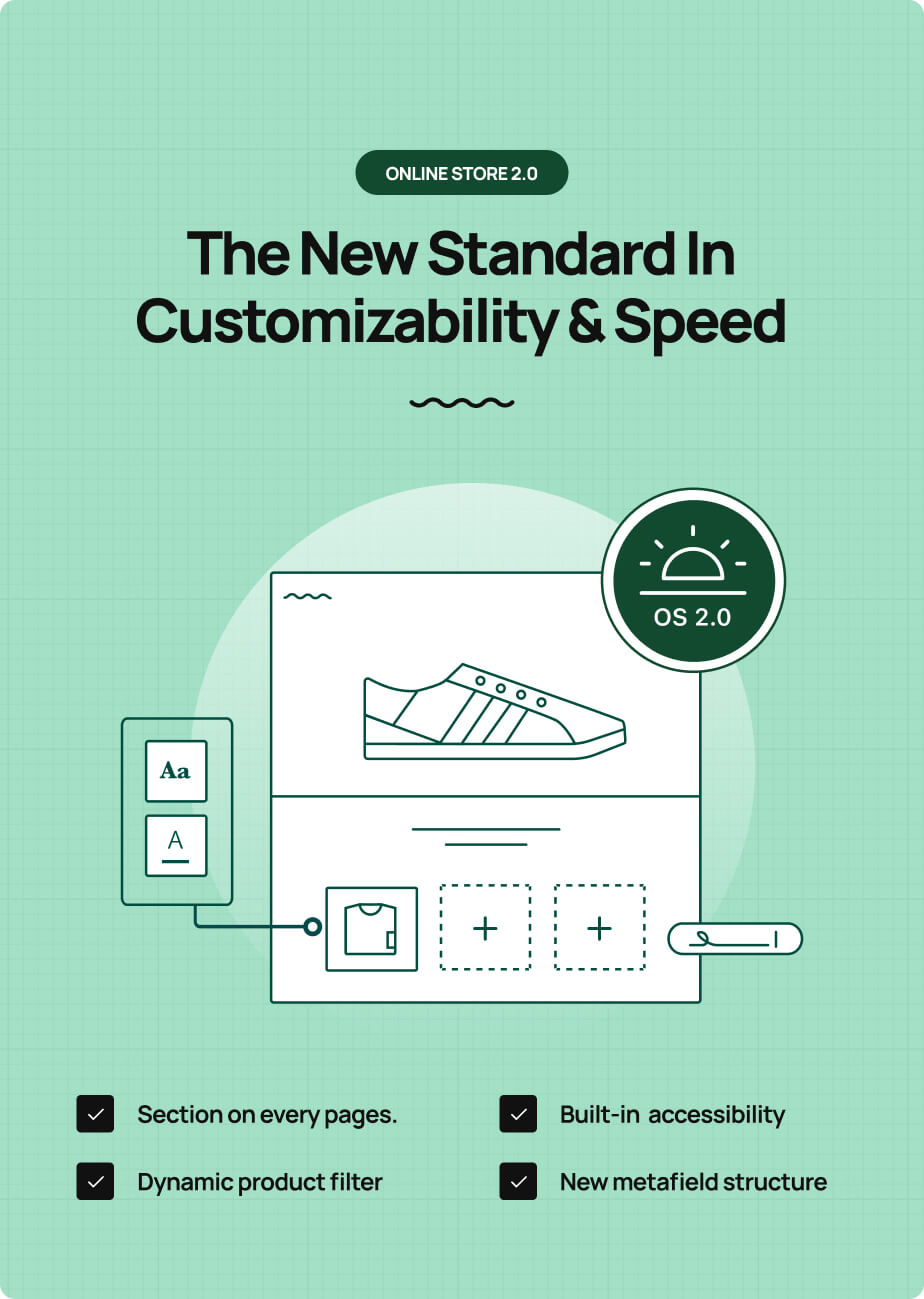 ONLINE STORE 2.0
The New Standard In
Customizability & Speed
OS 2.0
Aa
A
Section on every pages.
Built-in accessibility
Dynamic product filter
New metafield structure